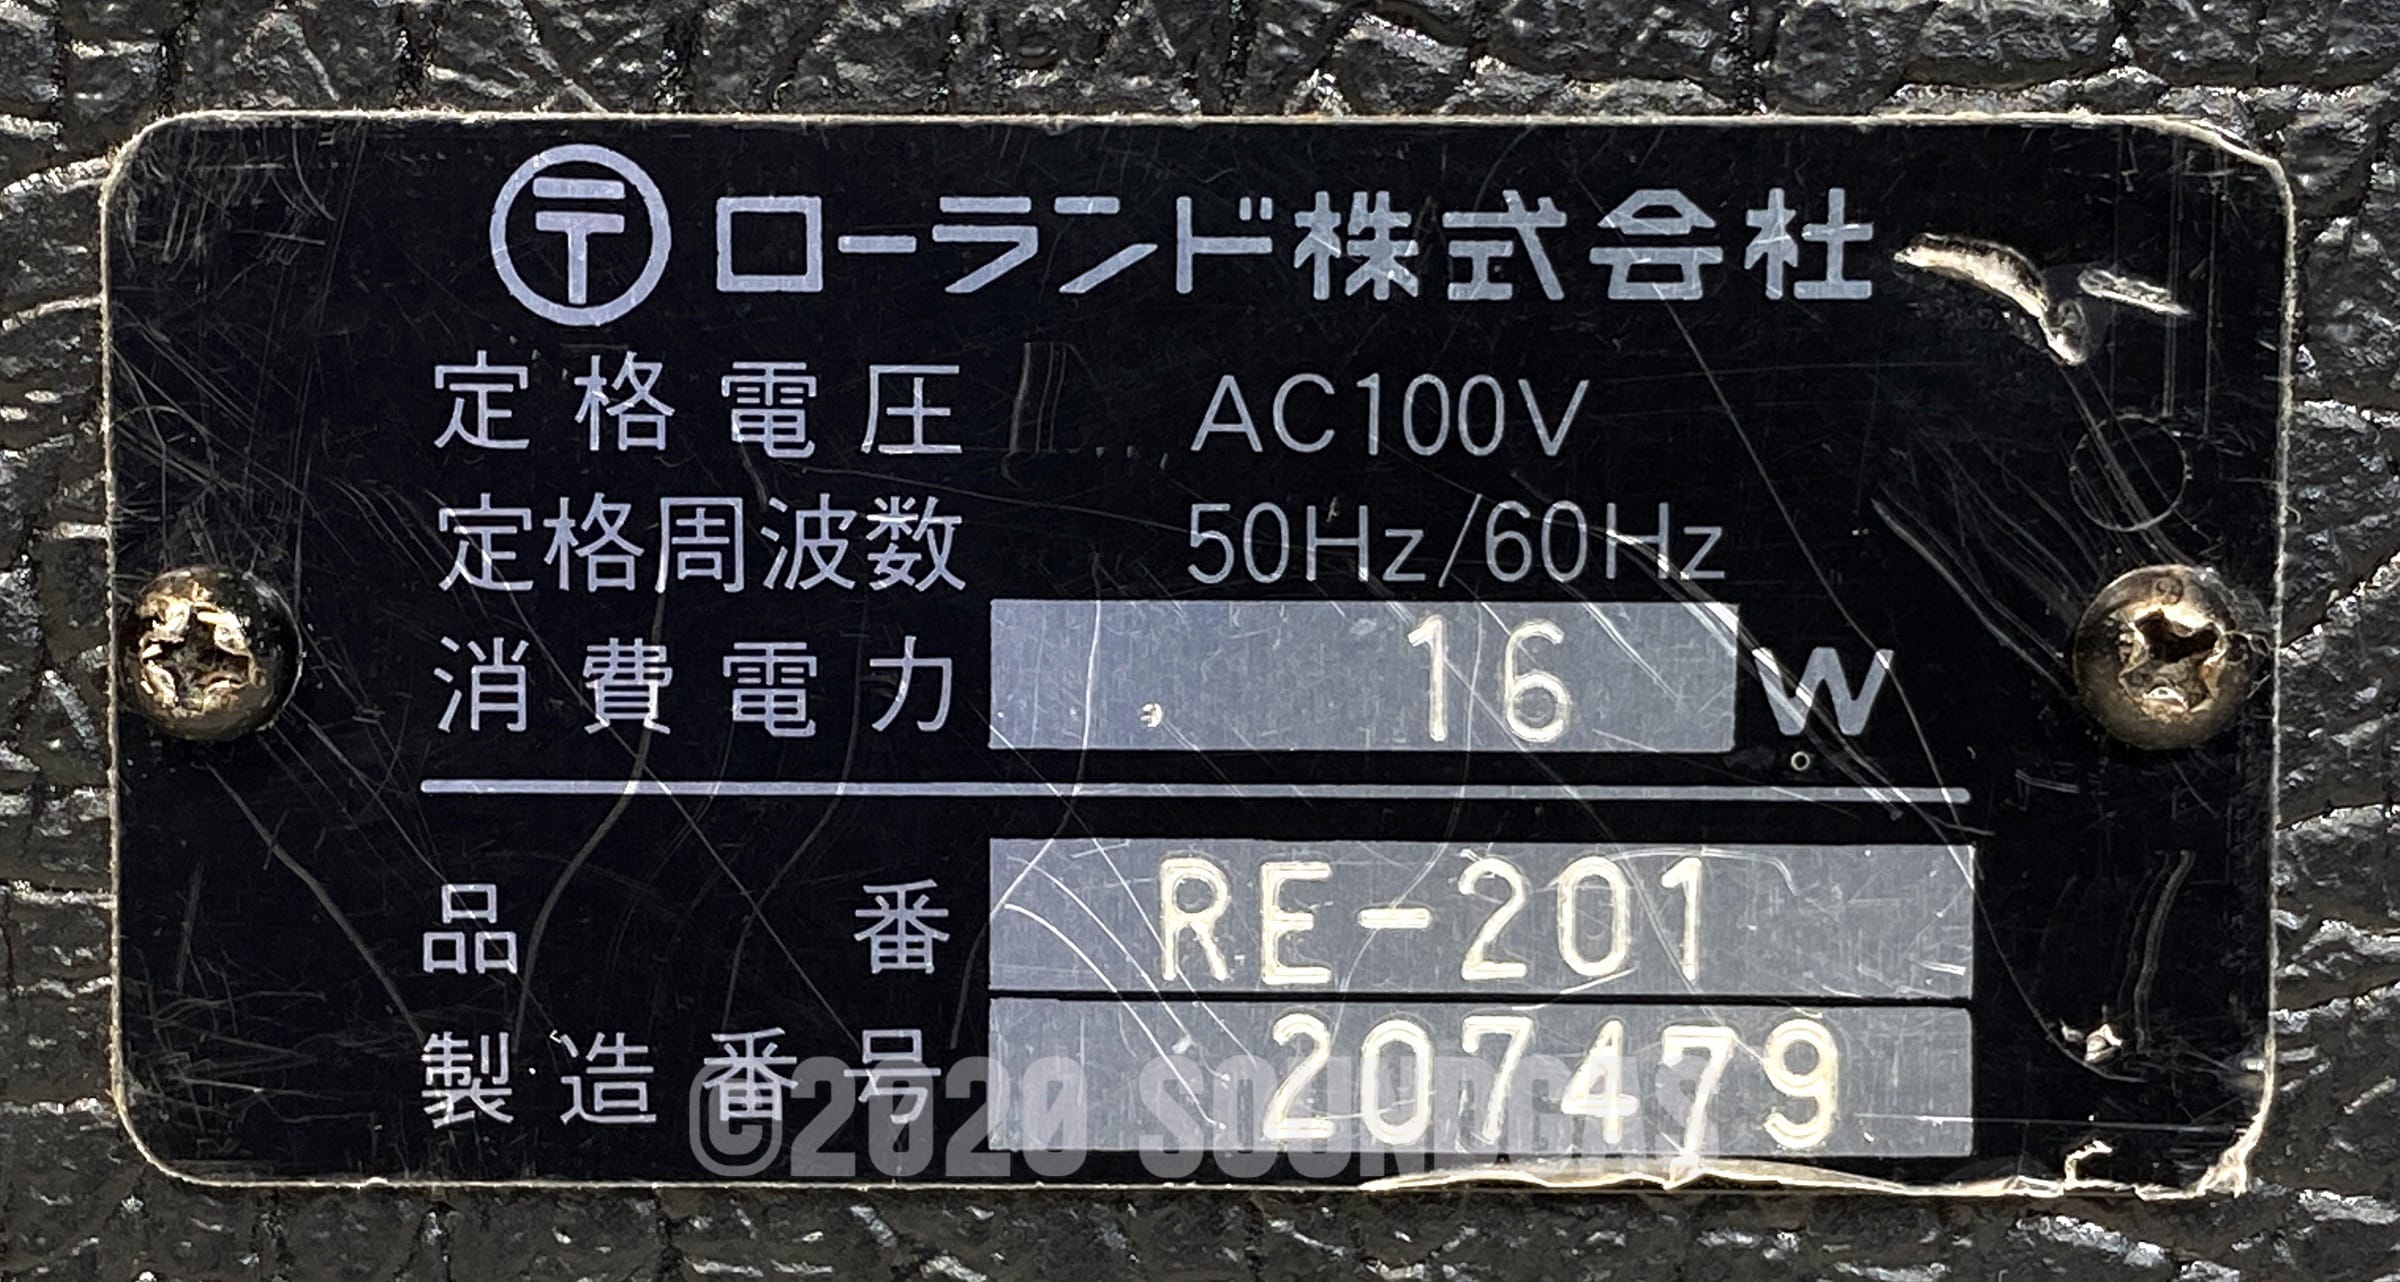 〒 ローランド株式会社
定格電圧 AC100V
定格周波数 50Hz/60Hz
消費電力 16 W
品番 RE-201
製造番号 207479
©2020 SOUNDGAS